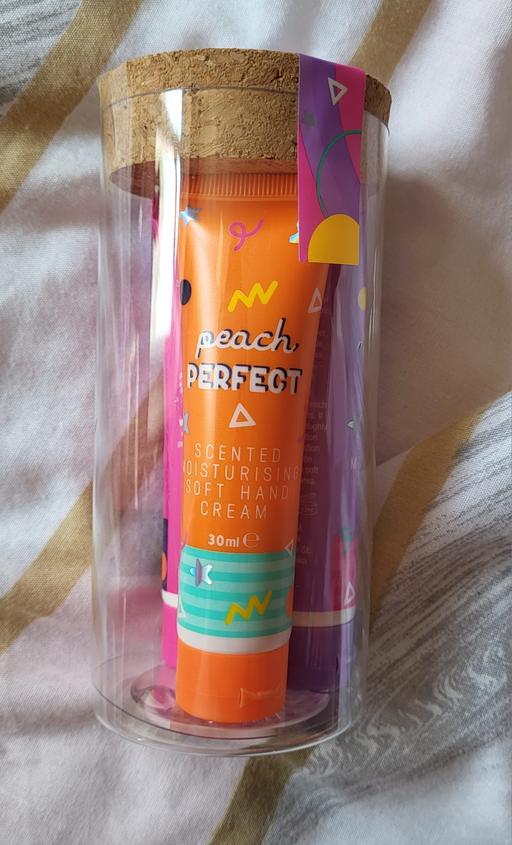 peach
PERFECT
SCENTED
MOISTURISING
SOFT HAND
CREAM
30ml e